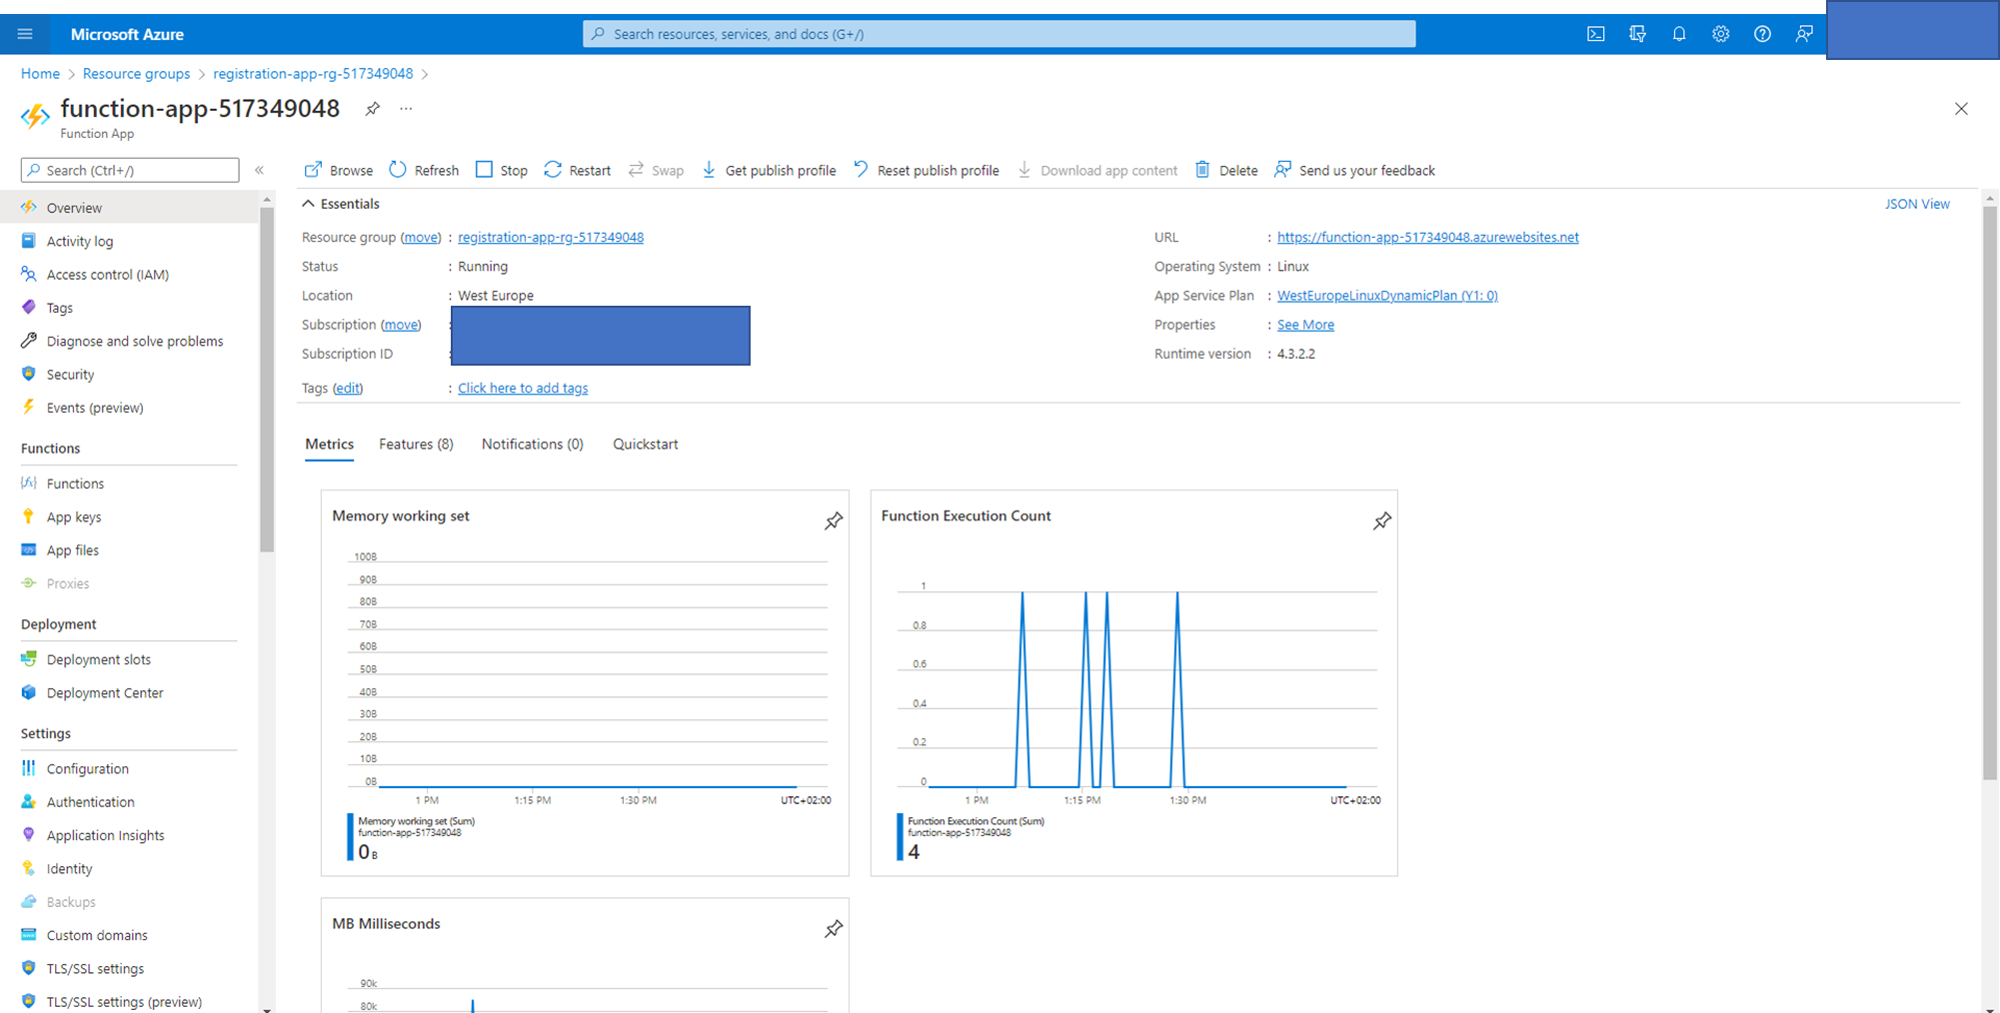 Microsoft Azure
Search resources, services, and docs (G+/)
Home > Resource groups > registration-app-rg-517349048 >
function-app-517349048
Function App
Search (Ctrl+/)
«
Browse Refresh Stop Restart Swap Get publish profile Reset publish profile Download app content Delete Send us your feedback
Overview
Activity log
Access control (IAM)
Tags
Diagnose and solve problems
Security
Events (preview)
Functions
Functions
App keys
App files
Proxies
Deployment
Deployment slots
Deployment Center
Settings
Configuration
Authentication
Application Insights
Identity
Backups
Custom domains
TLS/SSL settings
TLS/SSL settings (preview)
Essentials
JSON View
Resource group (move) : registration-app-rg-517349048
Status : Running
Location : West Europe
Subscription (move) :
Subscription ID :
Tags (edit) : Click here to add tags
URL : https://function-app-517349048.azurewebsites.net
Operating System : Linux
App Service Plan : WestEuropeLinuxDynamicPlan (Y1: 0)
Properties : See More
Runtime version : 4.3.2.2
Metrics Features (8) Notifications (0) Quickstart
Memory working set
100B
90B
80B
70B
60B
50B
40B
30B
20B
10B
0B
1 PM 1:15 PM 1:30 PM UTC+02:00
Memory working set (Sum)
function-app-517349048
0 B
Function Execution Count
1
0.8
0.6
0.4
0.2
0
1 PM 1:15 PM 1:30 PM UTC+02:00
Function Execution Count (Sum)
function-app-517349048
4
MB Milliseconds
90k
80k